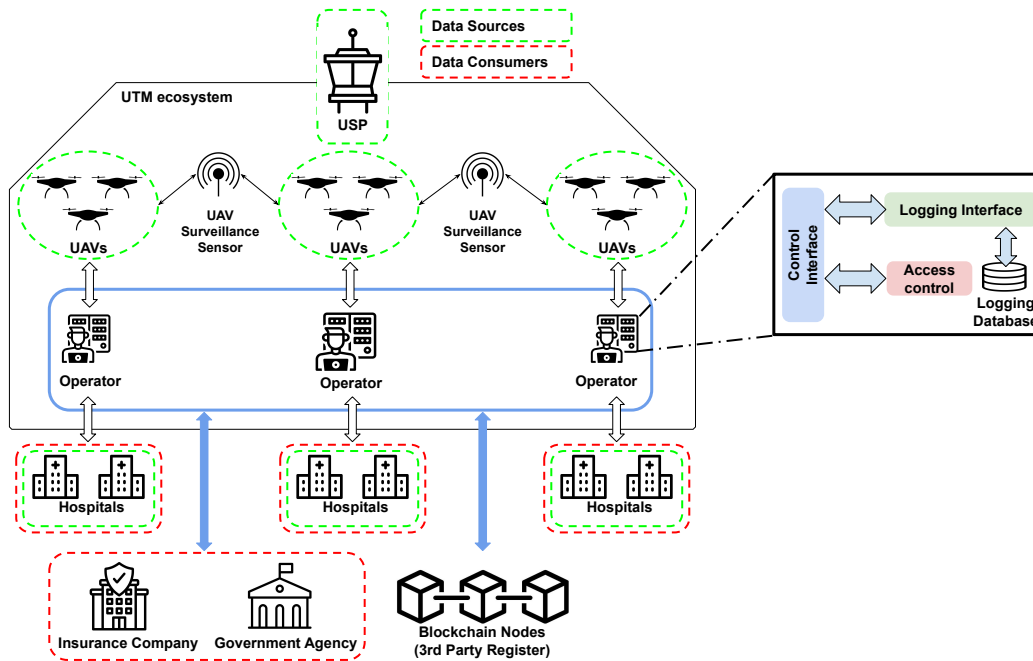 Data Sources
Data Consumers
UTM ecosystem
USP
UAVs
UAV
Surveillance
Sensor
UAVs
UAV
Surveillance
Sensor
UAVs
Control
Interface
Logging Interface
Access
control
Logging
Database
Operator
Operator
Operator
Hospitals
Hospitals
Hospitals
Insurance Company
Government Agency
Blockchain Nodes
(3rd Party Register)